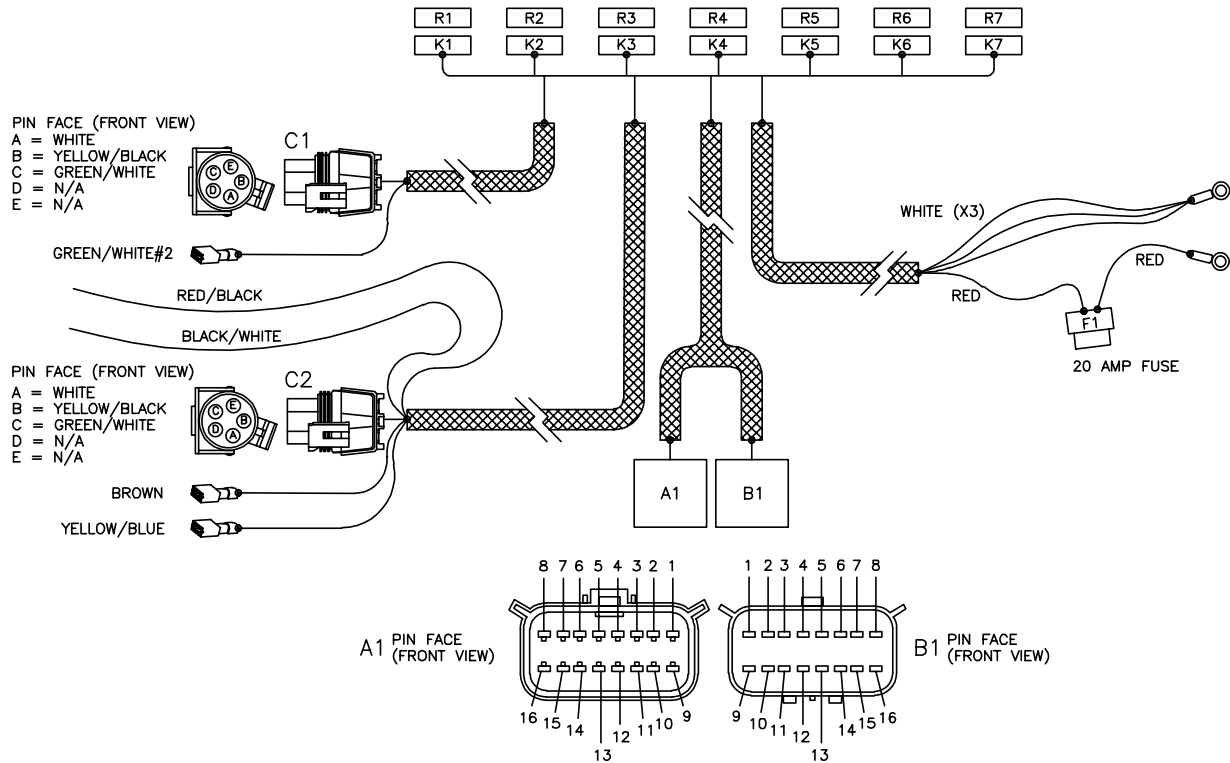 R1 R2 R3 R4 R5 R6 R7
K1 K2 K3 K4 K5 K6 K7
PIN FACE (FRONT VIEW)
A = WHITE
B = YELLOW/BLACK
C = GREEN/WHITE
D = N/A
E = N/A
C1
E
C
B
D
A
GREEN/WHITE#2
WHITE (X3)
RED
RED
F1
20 AMP FUSE
RED/BLACK
BLACK/WHITE
PIN FACE (FRONT VIEW)
A = WHITE
B = YELLOW/BLACK
C = GREEN/WHITE
D = N/A
E = N/A
C2
E
C
B
D
A
BROWN
YELLOW/BLUE
A1 B1
8 7 6 5 4 3 2 1
A1 PIN FACE
(FRONT VIEW)
16 15 14 13 12 11 10 9
1 2 3 4 5 6 7 8
B1 PIN FACE
(FRONT VIEW)
9 10 11 12 13 14 15 16